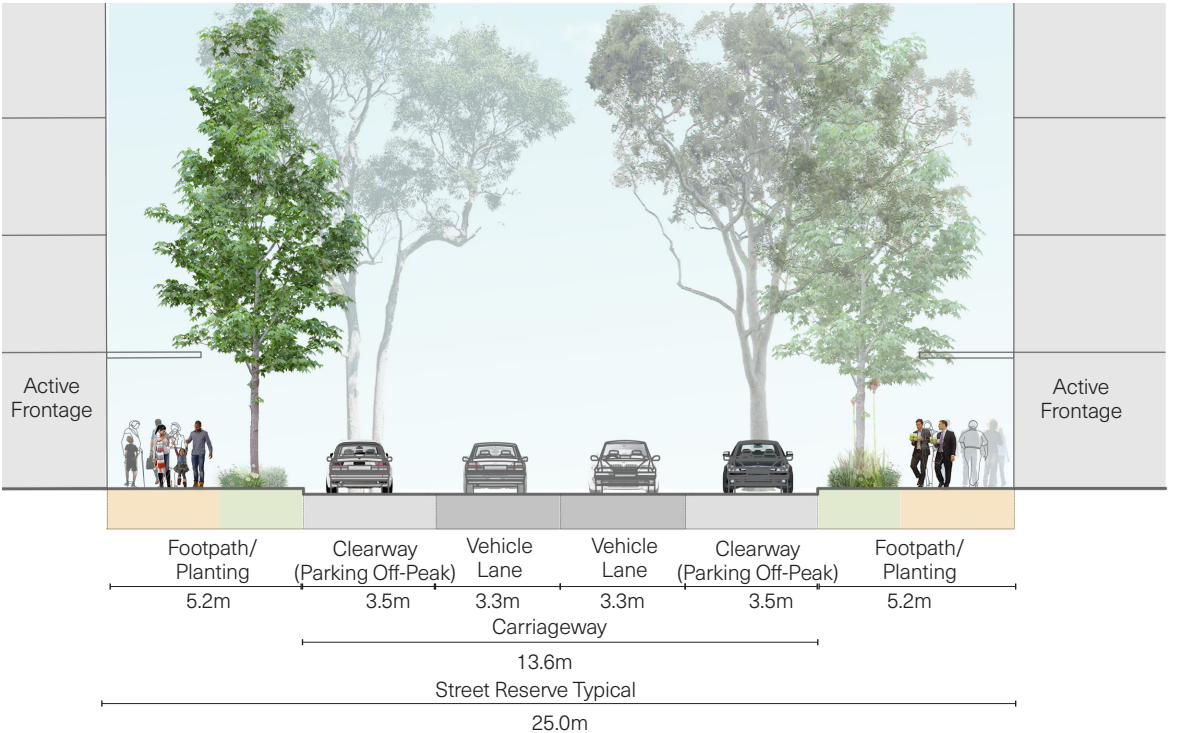 Active
Frontage
Active
Frontage
Footpath/
Planting
Clearway
(Parking Off-Peak)
Vehicle
Lane
Vehicle
Lane
Clearway
(Parking Off-Peak)
Footpath/
Planting
5.2m
3.5m
3.3m
3.3m
3.5m
5.2m
Carriageway
13.6m
Street Reserve Typical
25.0m